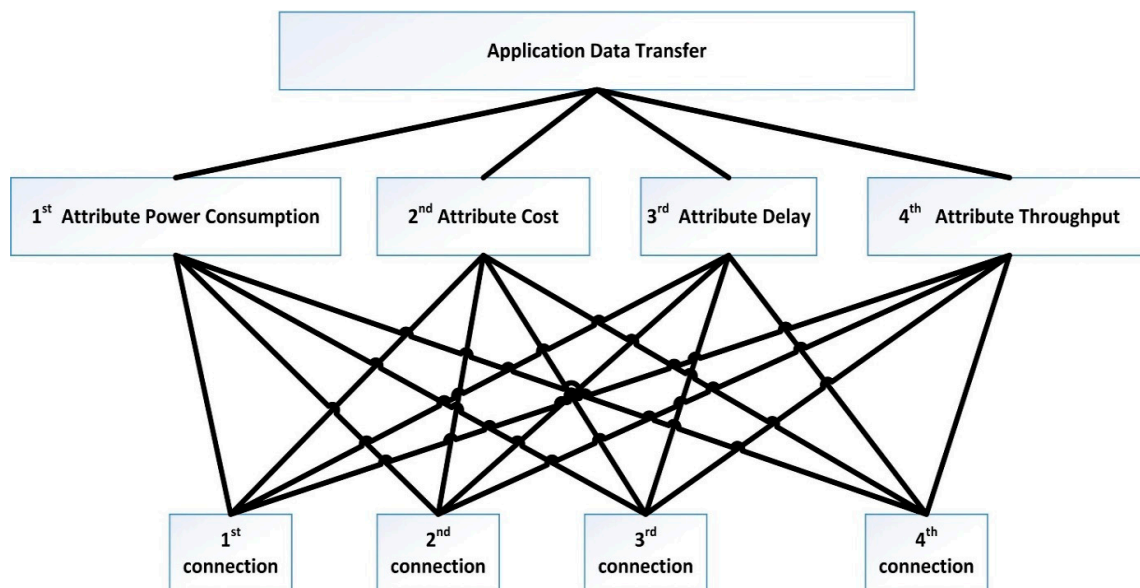 Application Data Transfer
1st Attribute Power Consumption
2nd Attribute Cost
3rd Attribute Delay
4th Attribute Throughput
1st
connection
2nd
connection
3rd
connection
4th
connection